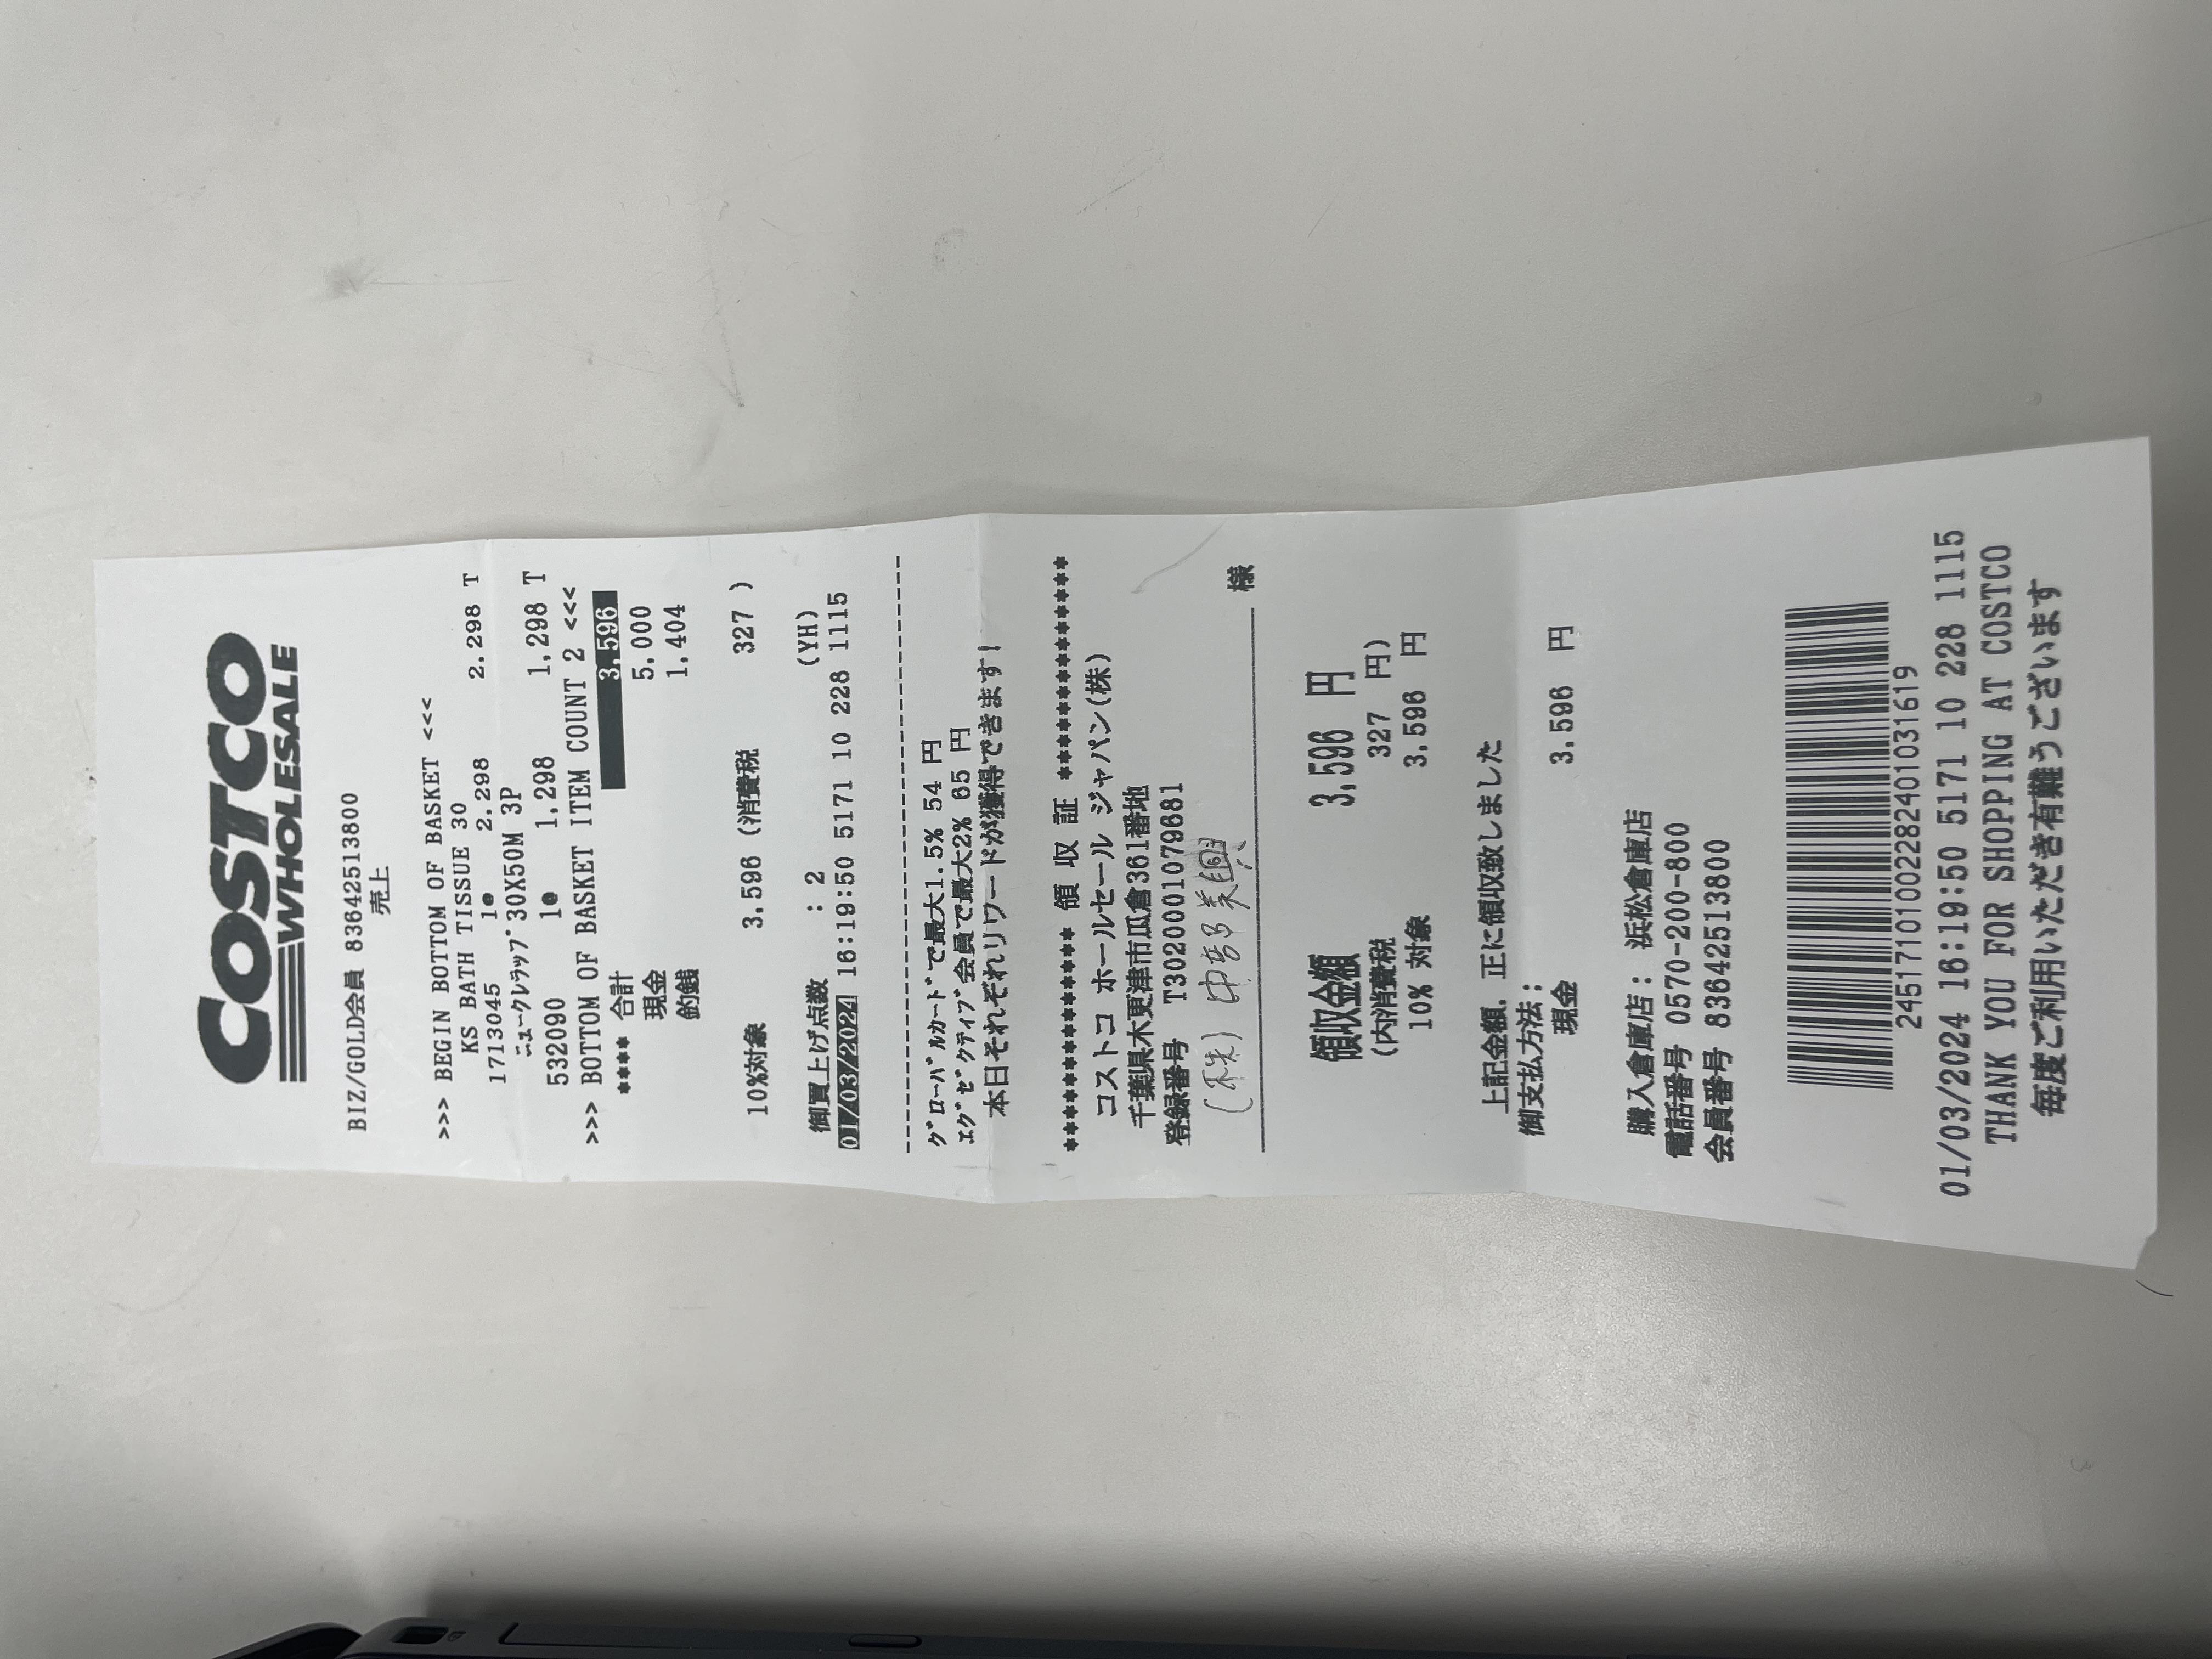 COSTCO
WHOLESALE
BIZ/GOLD会員 83642513800
売上
>>> BEGIN BOTTOM OF BASKET <<<
KS BATH TISSUE 30
1713045 1@ 2.298 2.298 T
ﾆｭｰｸﾚﾗｯﾌﾟ30X50M 3P
532090 1@ 1.298 1.298 T
>>> BOTTOM OF BASKET ITEM COUNT 2 <<<
**** 合計 3.596
現金 5,000
釣銭 1,404
10%対象 3.596 (消費税 327 )
御買上げ点数 : 2 (YH)
01/03/2024 16:19:50 5171 10 228 1115
ｸﾞﾛｰﾊﾞﾙｶｰﾄﾞで最大1.5% 54 円
ｴｸﾞｾﾞｸﾃｨﾌﾞ会員で最大2% 65 円
本日それぞれリワードが獲得できます!
************** 領 収 証 **************
コストコ ホールセール ジャパン(株)
千葉県木更津市瓜倉361番地
登録番号 T3020001079681
(株) 中部美興 様
領収金額 3,596 円
(内消費税 327 円)
10% 対象 3.596 円
上記金額、正に領収致しました
御支払方法;
現金 3.596 円
購入倉庫店: 浜松倉庫店
電話番号 0570-200-800
会員番号 83642513800
24517101002282401031619
01/03/2024 16:19:50 5171 10 228 1115
THANK YOU FOR SHOPPING AT COSTCO
毎度ご利用いただき有難うございます